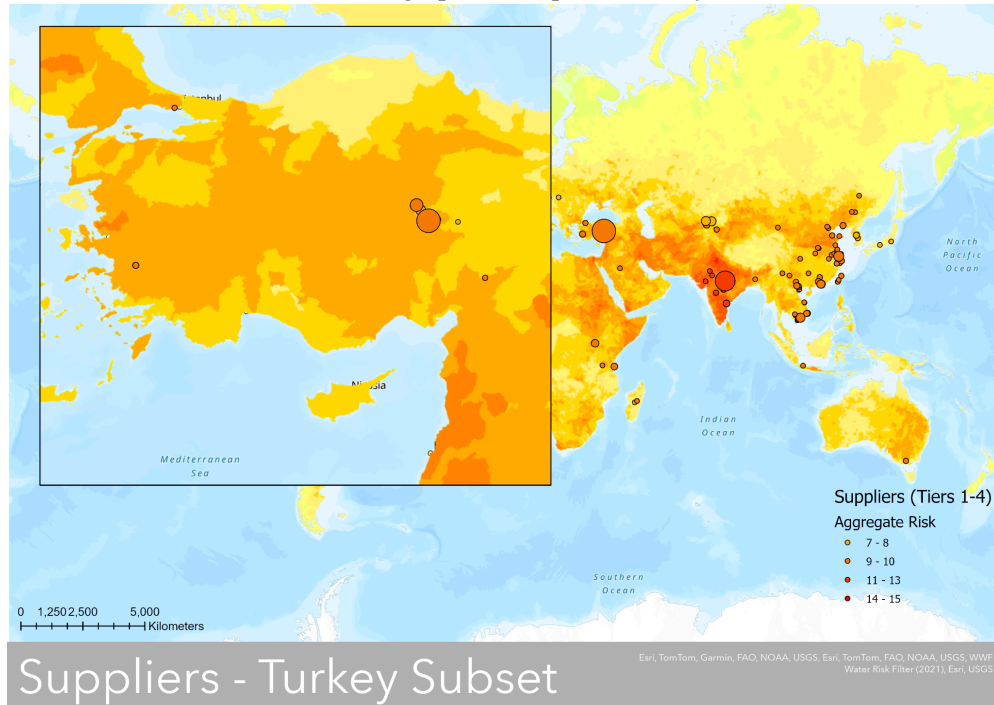 North
Pacific
Ocean
Indian
Ocean
Mediterranean
Sea
Suppliers (Tiers 1-4)
Aggregate Risk
7 - 8
9 - 10
11 - 13
14 - 15
Southern
Ocean
0 1,250 2,500 5,000
Kilometers
Suppliers - Turkey Subset
Esri, TomTom, Garmin, FAO, NOAA, USGS, Esri, TomTom, FAO, NOAA, USGS, WWF
Water Risk Filter (2021), Esri, USGS